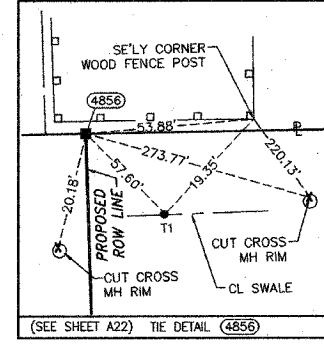 SE'LY CORNER
WOOD FENCE POST
4856
53.88'
PL
273.77'
220.13'
57.60'
19.35'
20.18'
PROPOSED
ROW LINE
T1
CUT CROSS
MH RIM
CUT CROSS
MH RIM
CL SWALE
(SEE SHEET A22) TIE DETAIL 4856